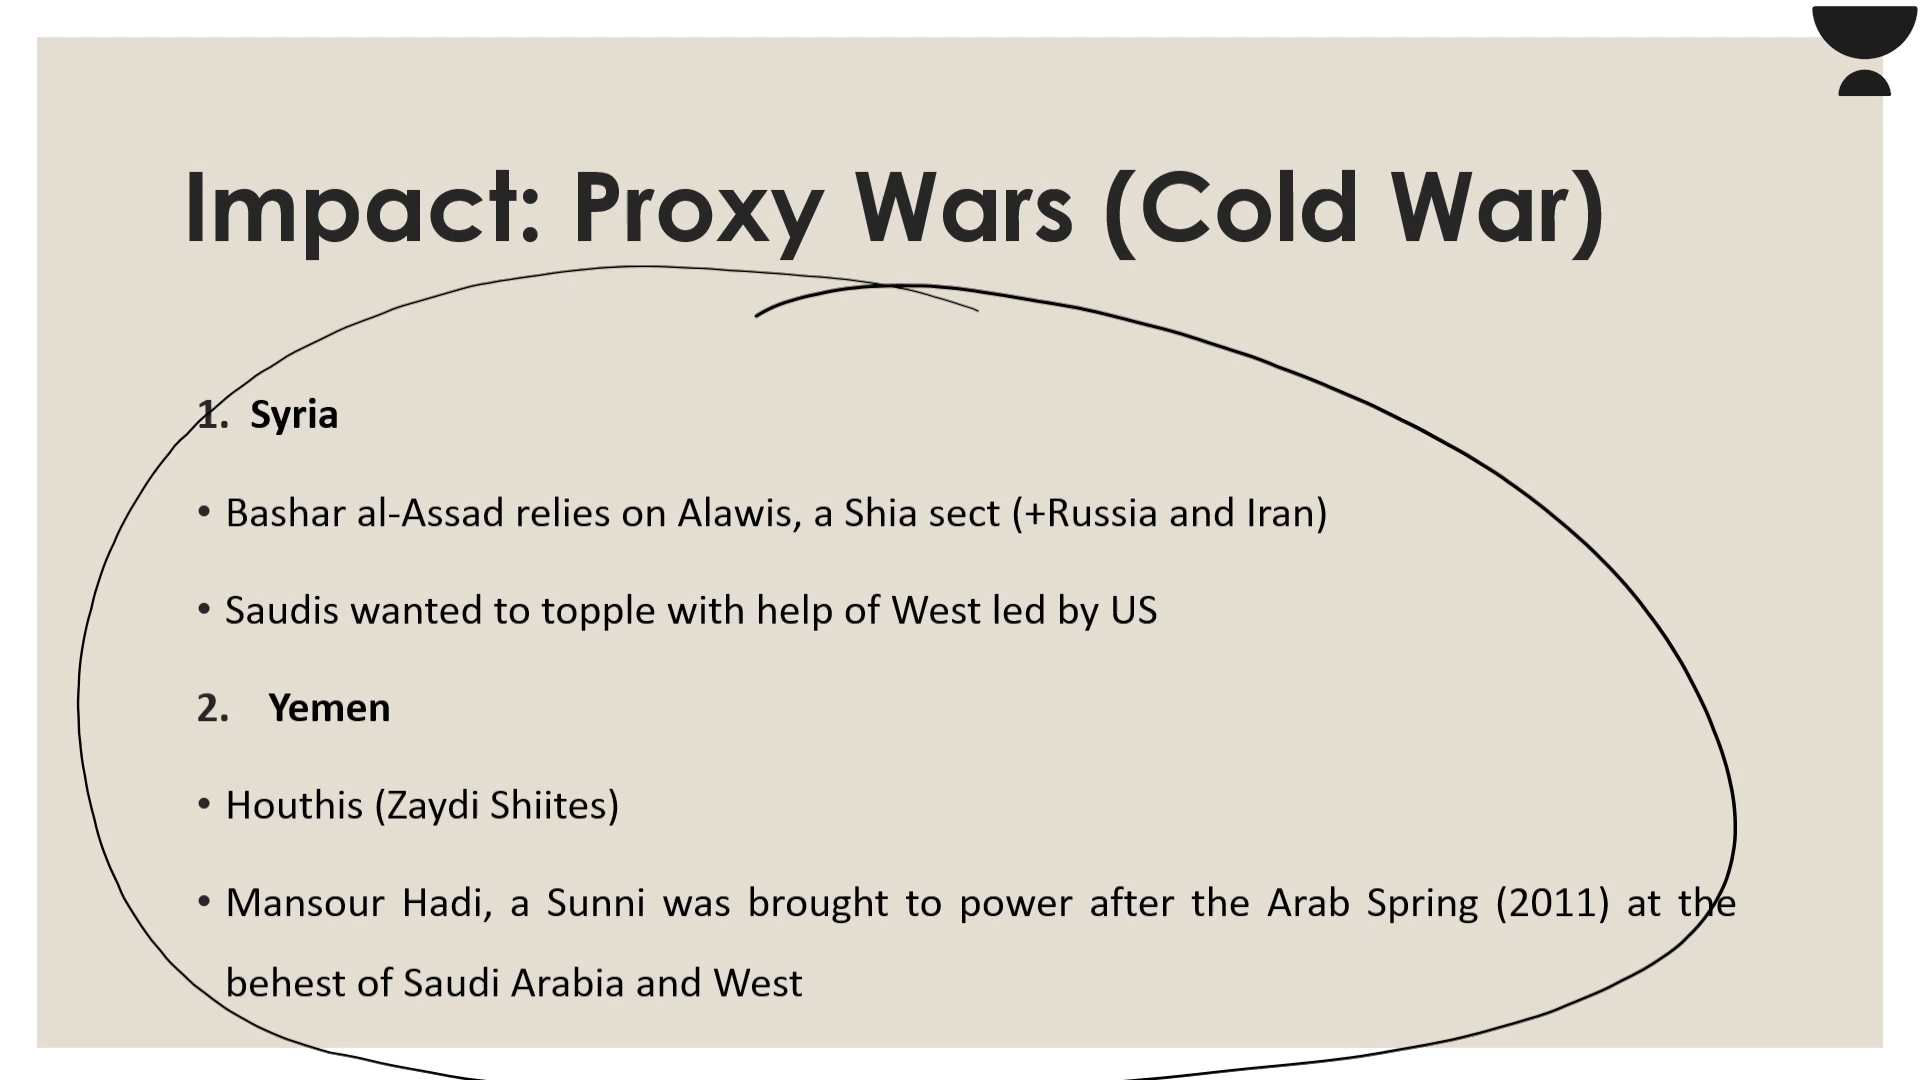 Impact: Proxy Wars (Cold War)
1. Syria
• Bashar al-Assad relies on Alawis, a Shia sect (+Russia and Iran)
• Saudis wanted to topple with help of West led by US
2. Yemen
• Houthis (Zaydi Shiites)
• Mansour Hadi, a Sunni was brought to power after the Arab Spring (2011) at the
behest of Saudi Arabia and West